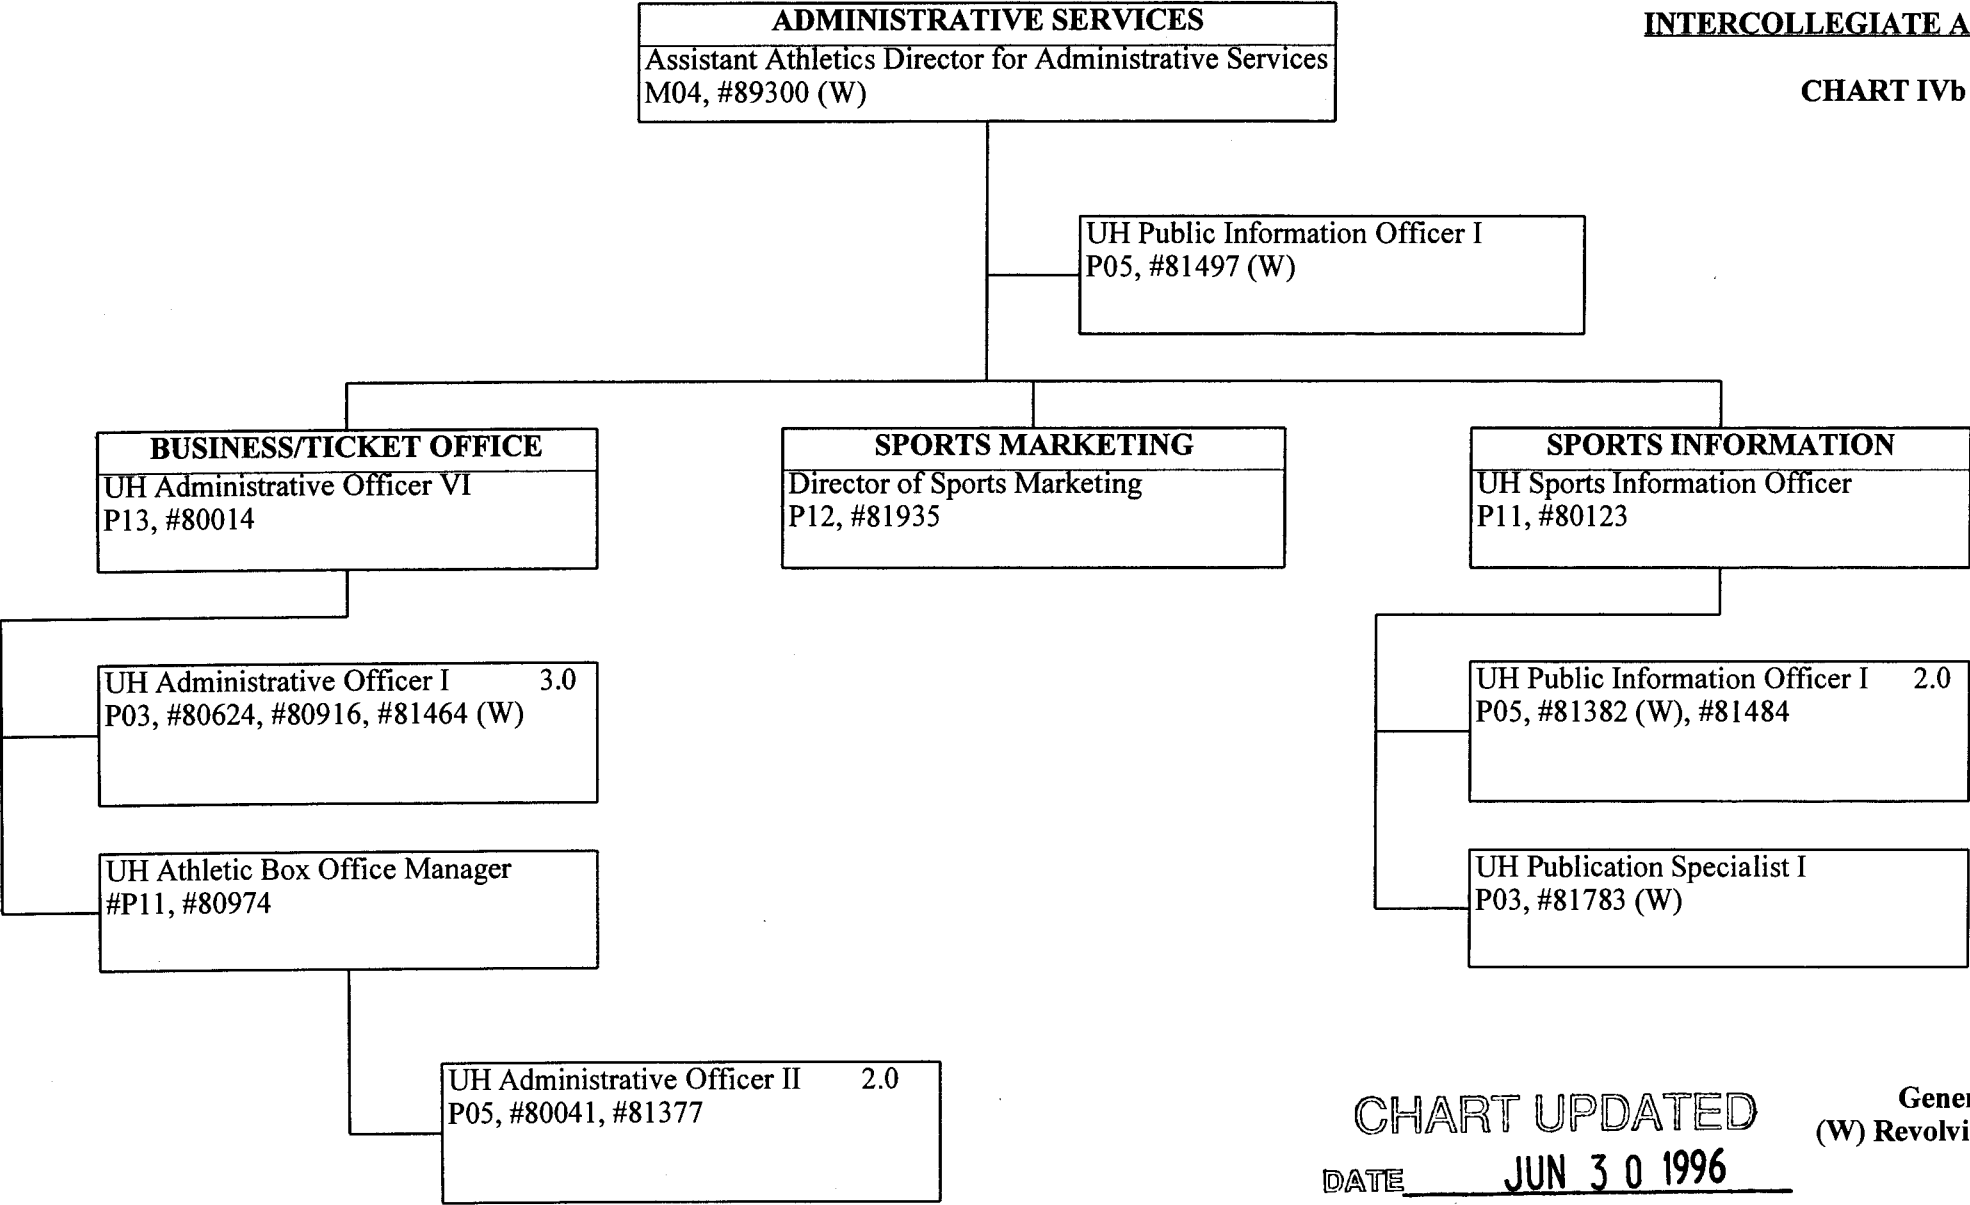 ADMINISTRATIVE SERVICES
Assistant Athletics Director for Administrative Services
M04, #89300 (W)
INTERCOLLEGIATE A
CHART IVb
UH Public Information Officer I
P05, #81497 (W)
BUSINESS/TICKET OFFICE
UH Administrative Officer VI
P13, #80014
SPORTS MARKETING
Director of Sports Marketing
P12, #81935
SPORTS INFORMATION
UH Sports Information Officer
P11, #80123
UH Administrative Officer I 3.0
P03, #80624, #80916, #81464 (W)
UH Athletic Box Office Manager
#P11, #80974
UH Administrative Officer II 2.0
P05, #80041, #81377
UH Public Information Officer I 2.0
P05, #81382 (W), #81484
UH Publication Specialist I
P03, #81783 (W)
CHART UPDATED
DATE JUN 30 1996
(W)